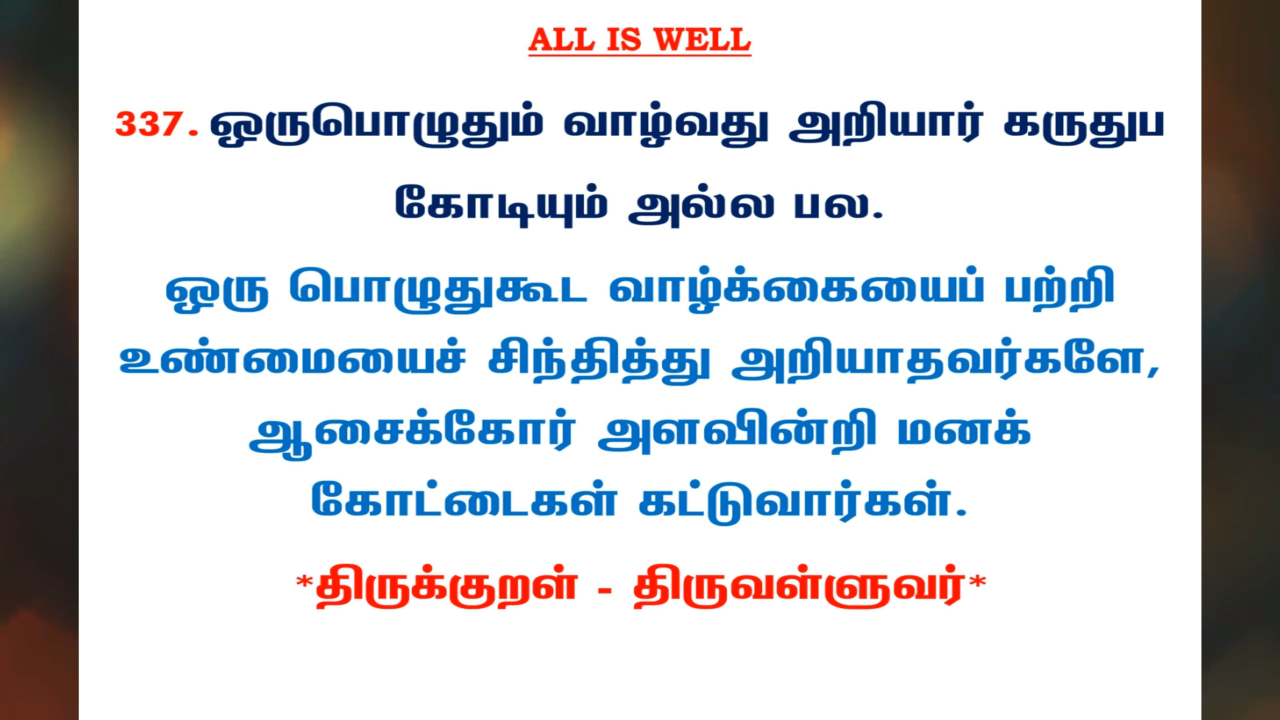 ALL IS WELL
337. ஒருபொழுதும் வாழ்வது அறியார் கருதுப
கோடியும் அல்ல பல.
ஒரு பொழுதுகூட வாழ்க்கையைப் பற்றி
உண்மையைச் சிந்தித்து அறியாதவர்களே,
ஆசைக்கோர் அளவின்றி மனக்
கோட்டைகள் கட்டுவார்கள்.
*திருக்குறள் - திருவள்ளுவர்*